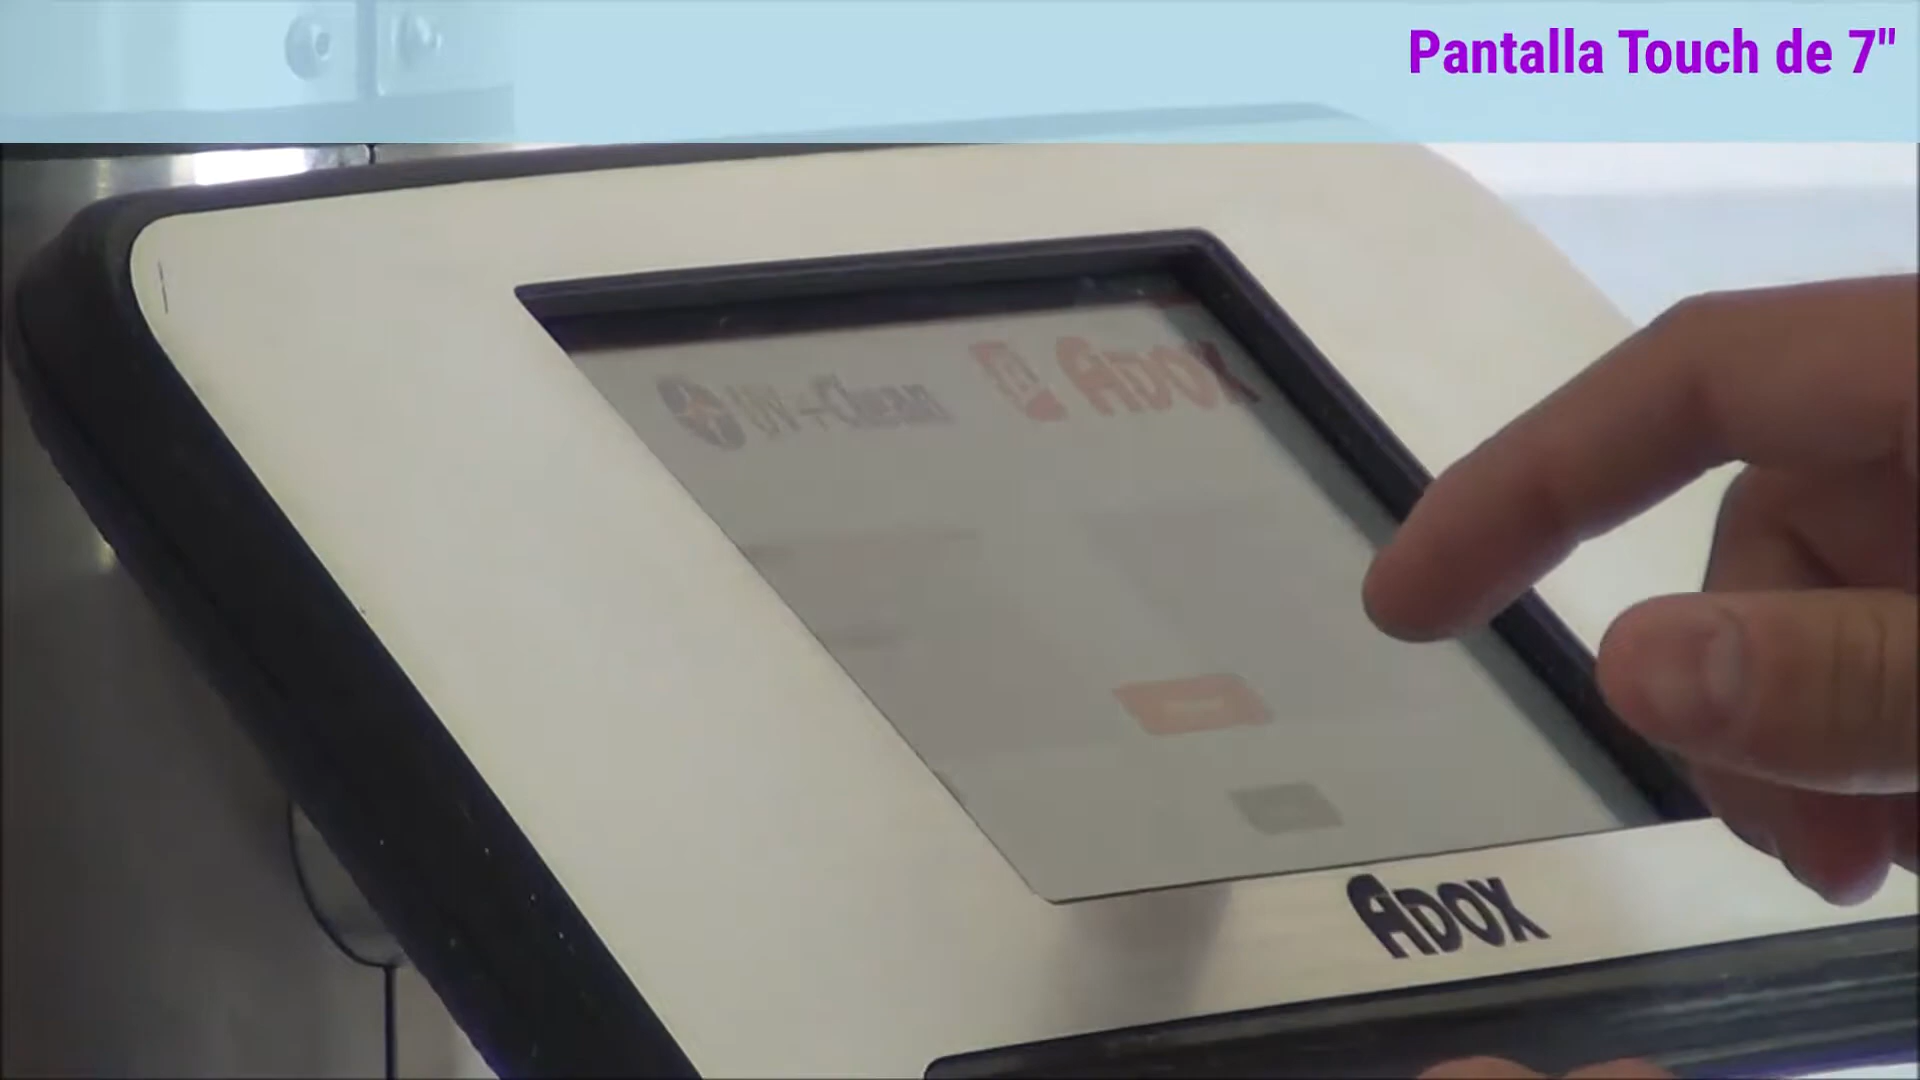 Pantalla Touch de 7"
UV+Clean
ADOX
ADOX